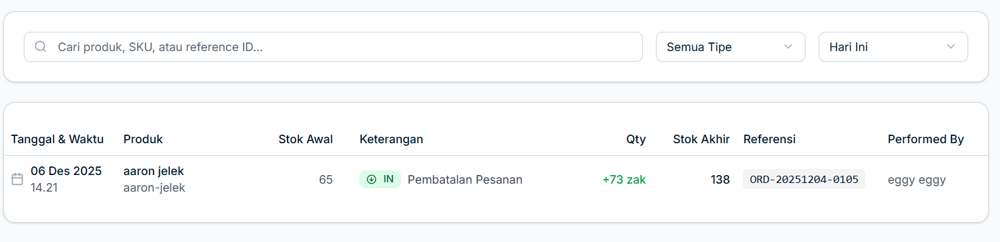 Cari produk, SKU, atau reference ID...
Semua Tipe
Hari Ini
Tanggal & Waktu Produk Stok Awal Keterangan Qty Stok Akhir Referensi Performed By
06 Des 2025 aaron jelek
14.21 aaron-jelek
65 IN Pembatalan Pesanan +73 zak 138 ORD-20251204-0105 eggy eggy